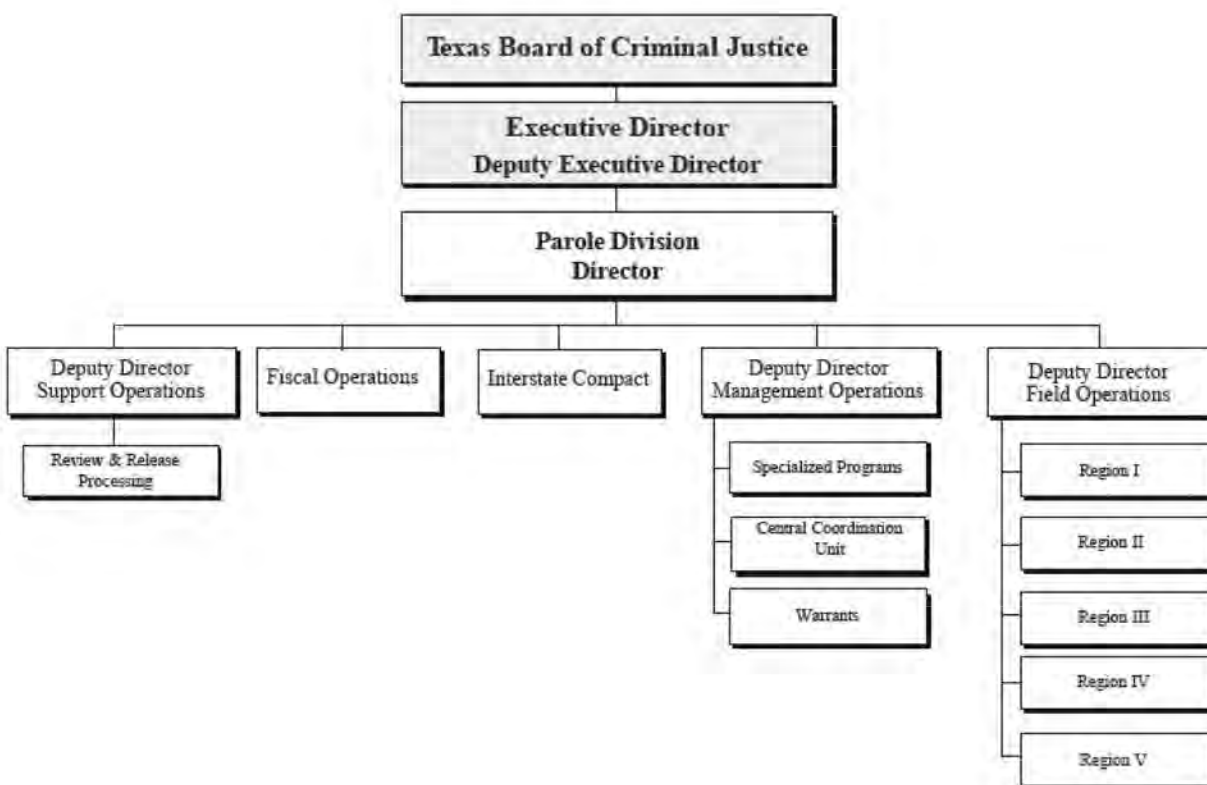 Texas Board of Criminal Justice
Executive Director
Deputy Executive Director
Parole Division
Director
Deputy Director
Support Operations
Fiscal Operations
Interstate Compact
Deputy Director
Management Operations
Deputy Director
Field Operations
Review & Release
Processing
Specialized Programs
Central Coordination
Unit
Warrants
Region I
Region II
Region III
Region IV
Region V